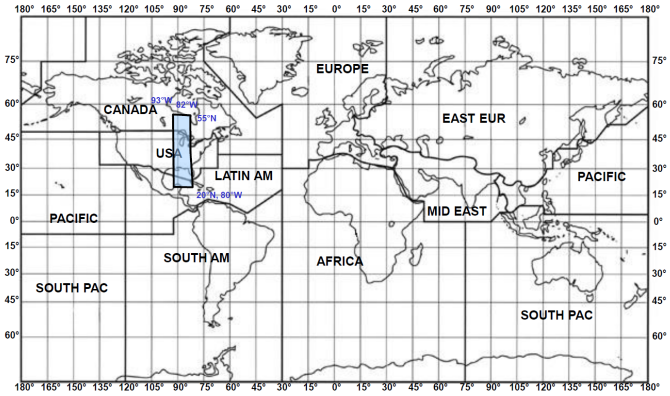 75°
75°
EUROPE
60°
93°W
82°W
60°
CANADA
55°N
EAST EUR
45°
45°
USA
30°
LATIN AM
PACIFIC
30°
15°
20°N, 80°W
15°
PACIFIC
MID EAST
0°
0°
15°
15°
SOUTH AM
AFRICA
30°
30°
SOUTH PAC
45°
45°
SOUTH PAC
60°
60°
180° 165° 150° 135° 120° 105° 90° 75° 60° 45° 30° 15° 0° 15° 30° 45° 60° 75° 90° 105° 120° 135° 150° 165° 180°
180° 165° 150° 135° 120° 105° 90° 75° 60° 45° 30° 15° 0° 15° 30° 45° 60° 75° 90° 105° 120° 135° 150° 165° 180°